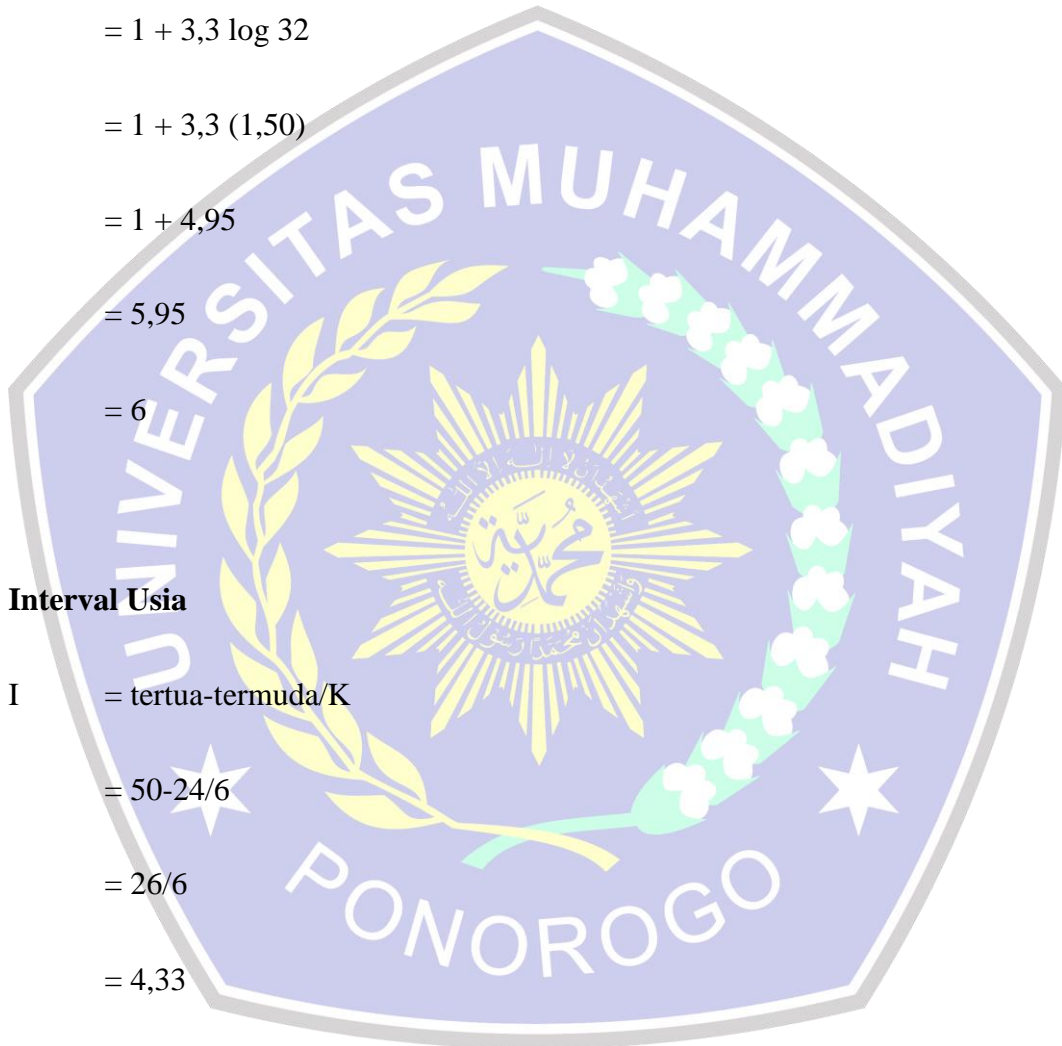 = 1 + 3,3 log 32
= 1 + 3,3 (1,50)
= 1 + 4,95
= 5,95
= 6
Interval Usia
I = tertua-termuda/K
= 50-24/6
= 26/6
= 4,33
UNIVERSITAS MUHAMMADIYAH
PONOROGO
محمدية